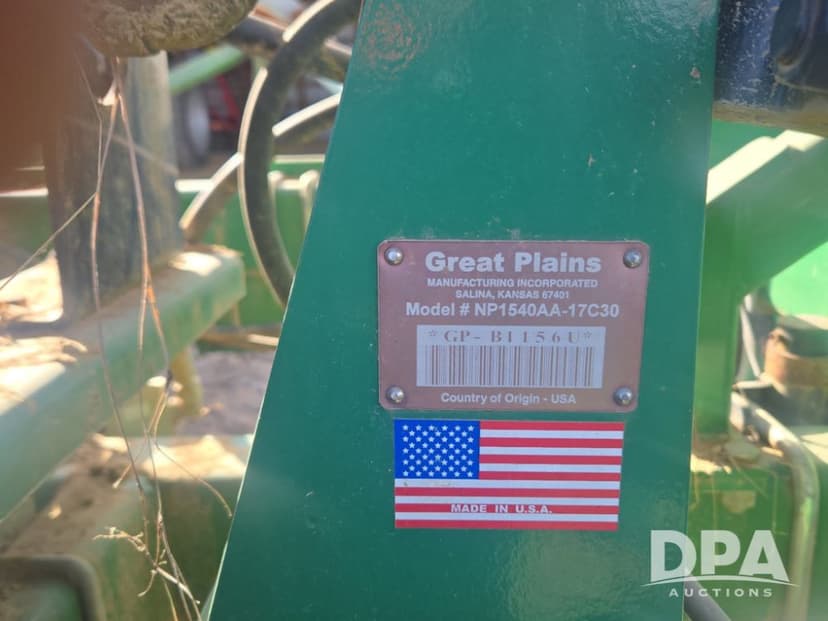 Great Plains
MANUFACTURING INCORPORATED
SALINA, KANSAS 67401
Model # NP1540AA-17C30
*GP-B1156U*
Country of Origin - USA
MADE IN U.S.A.
DPA
AUCTIONS